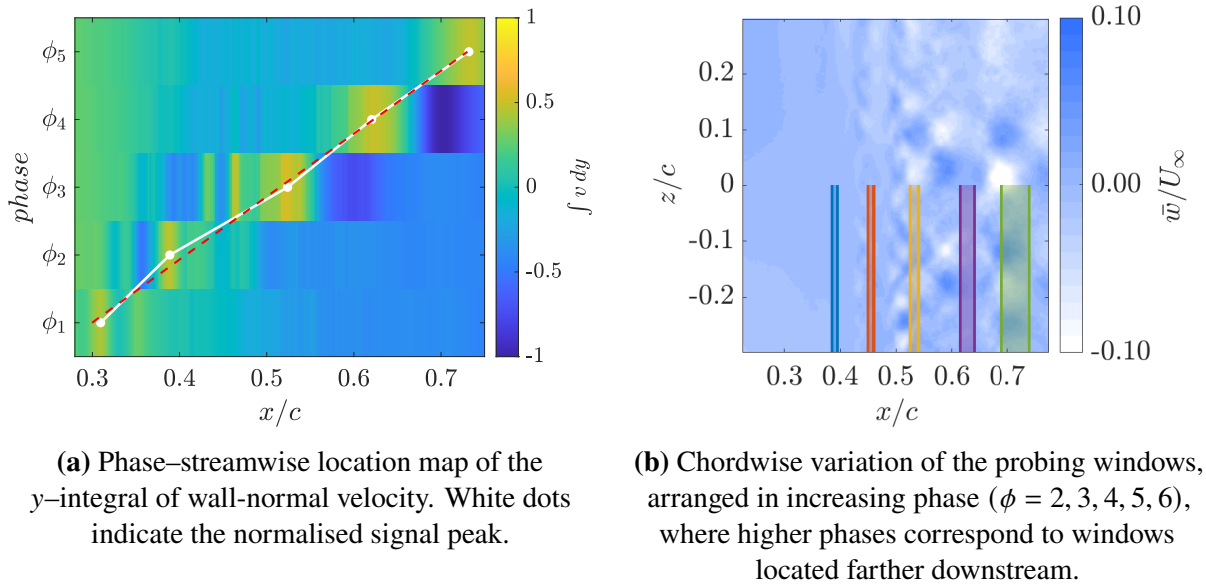 1
0.5
0
-0.5
-1
∫ v dy
ϕ5
ϕ4
ϕ3
ϕ2
ϕ1
phase
0.3 0.4 0.5 0.6 0.7
x/c
0.10
0.00
-0.10
w̄/U∞
0.2
0.1
0
-0.1
-0.2
z/c
0.3 0.4 0.5 0.6 0.7
x/c
(a) Phase–streamwise location map of the
y–integral of wall-normal velocity. White dots
indicate the normalised signal peak.
(b) Chordwise variation of the probing windows,
arranged in increasing phase (ϕ = 2, 3, 4, 5, 6),
where higher phases correspond to windows
located farther downstream.